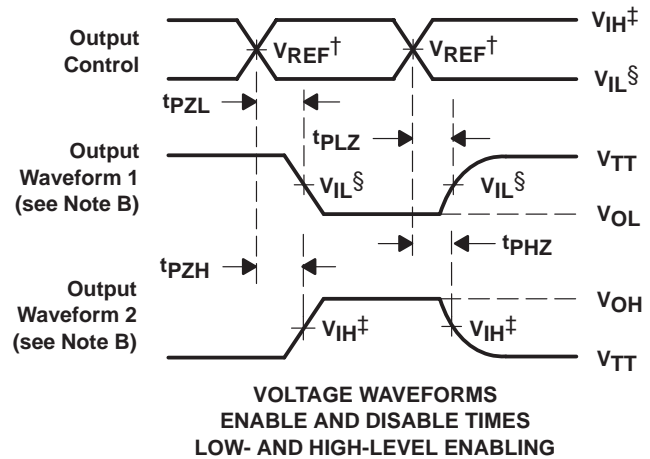 Output
Control
VREF†
VREF†
VIH‡
VIL§
tPZL
tPLZ
Output
Waveform 1
(see Note B)
VIL§
VIL§
VTT
VOL
tPZH
tPHZ
Output
Waveform 2
(see Note B)
VIH‡
VIH‡
VOH
VTT
VOLTAGE WAVEFORMS
ENABLE AND DISABLE TIMES
LOW- AND HIGH-LEVEL ENABLING